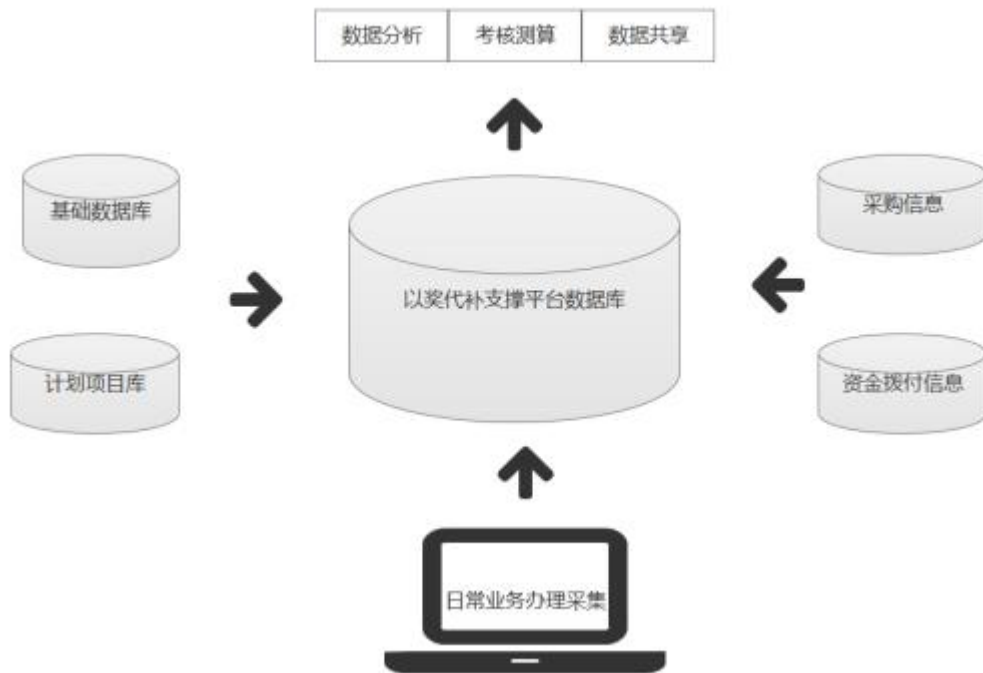 数据分析 考核测算 数据共享
基础数据库
采购信息
以奖代补支撑平台数据库
计划项目库
资金拨付信息
日常业务办理采集